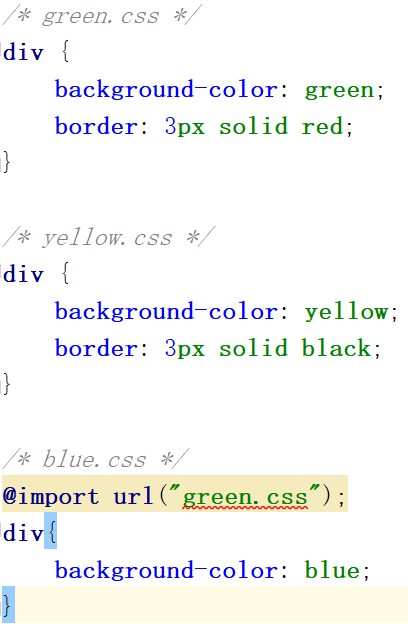 /* green.css */
div {
    background-color: green;
    border: 3px solid red;
}
/* yellow.css */
div {
    background-color: yellow;
    border: 3px solid black;
}
/* blue.css */
@import url("green.css");
div{
    background-color: blue;
}